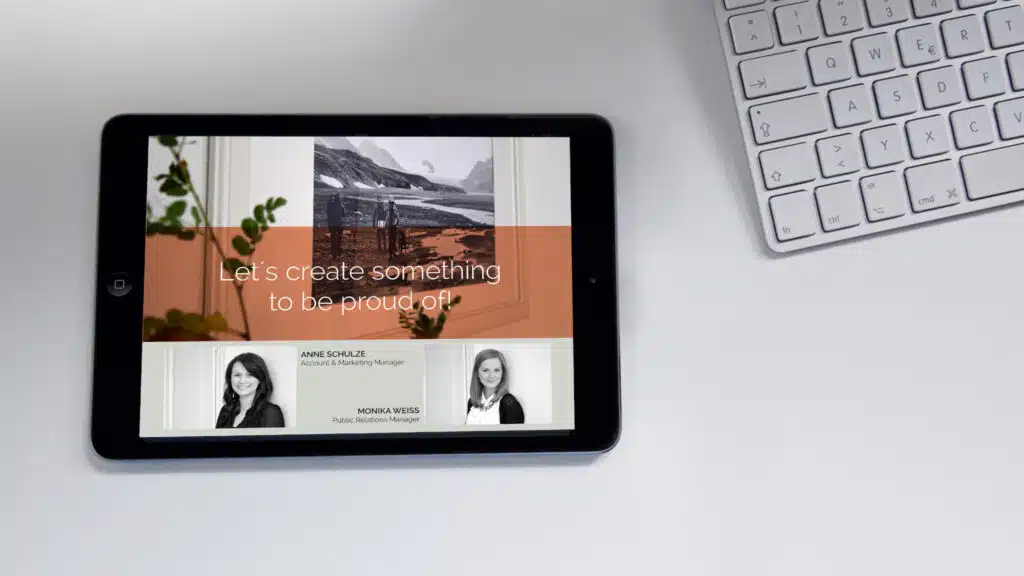 Let´s create something
to be proud of!
ANNE SCHULZE
Account & Marketing Manager
MONIKA WEISS
Public Relations Manager
° ^ ! 1 " 2 3 4
Q W E € R T
A S D F
> < Y X C V
fn ctrl cmd ⌘